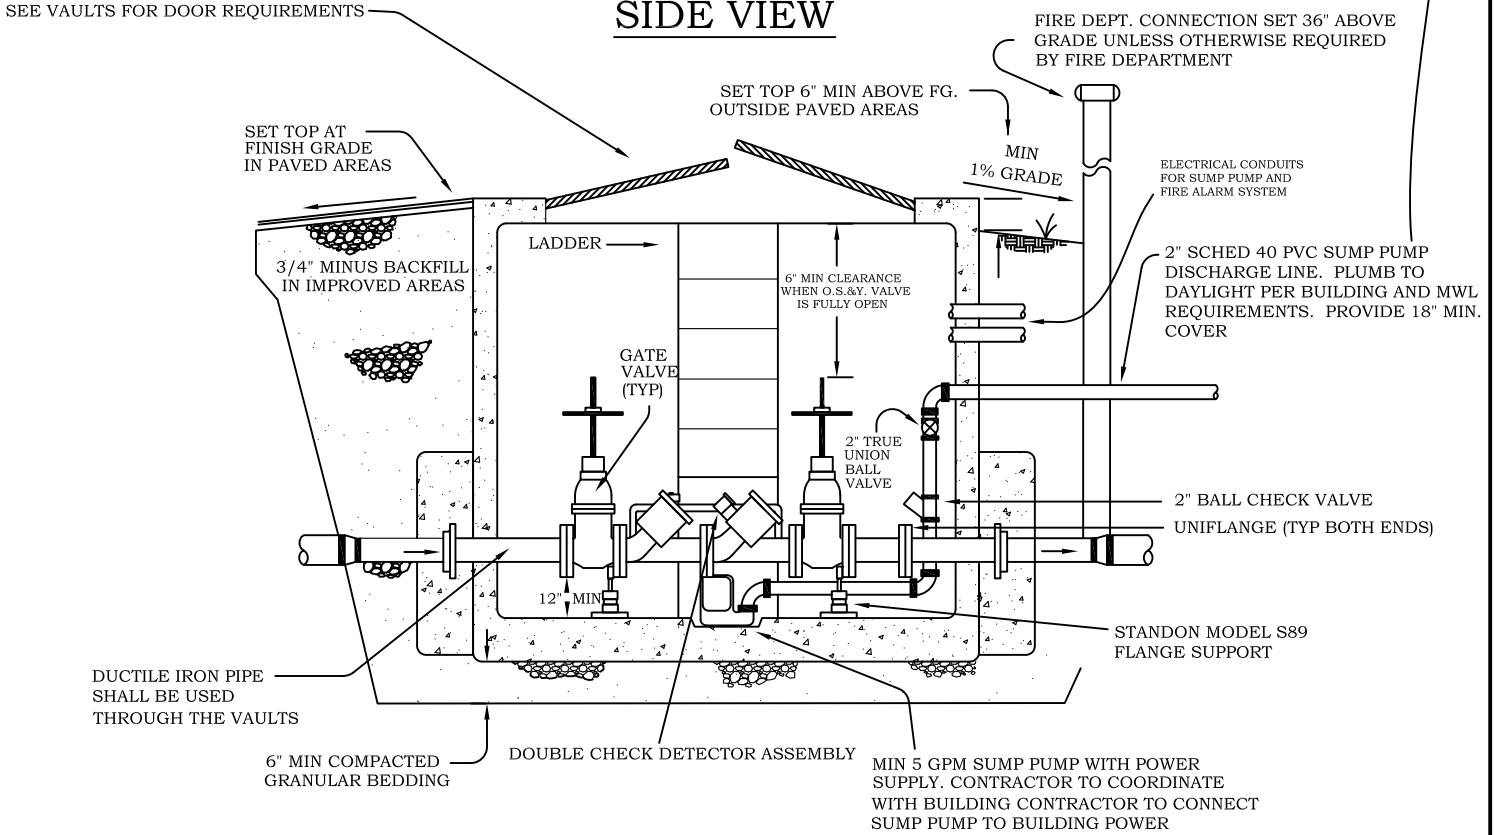 SEE VAULTS FOR DOOR REQUIREMENTS
SIDE VIEW
FIRE DEPT. CONNECTION SET 36" ABOVE
GRADE UNLESS OTHERWISE REQUIRED
BY FIRE DEPARTMENT
SET TOP 6" MIN ABOVE FG.
OUTSIDE PAVED AREAS
SET TOP AT
FINISH GRADE
IN PAVED AREAS
MIN
1% GRADE
ELECTRICAL CONDUITS
FOR SUMP PUMP AND
FIRE ALARM SYSTEM
LADDER
2" SCHED 40 PVC SUMP PUMP
DISCHARGE LINE. PLUMB TO
DAYLIGHT PER BUILDING AND MWL
REQUIREMENTS. PROVIDE 18" MIN.
COVER
3/4" MINUS BACKFILL
IN IMPROVED AREAS
6" MIN CLEARANCE
WHEN O.S.&Y. VALVE
IS FULLY OPEN
GATE
VALVE
(TYP)
2" TRUE
UNION
BALL
VALVE
2" BALL CHECK VALVE
UNIFLANGE (TYP BOTH ENDS)
12" MIN
STANDON MODEL S89
FLANGE SUPPORT
DUCTILE IRON PIPE
SHALL BE USED
THROUGH THE VAULTS
6" MIN COMPACTED
GRANULAR BEDDING
DOUBLE CHECK DETECTOR ASSEMBLY
MIN 5 GPM SUMP PUMP WITH POWER
SUPPLY. CONTRACTOR TO COORDINATE
WITH BUILDING CONTRACTOR TO CONNECT
SUMP PUMP TO BUILDING POWER